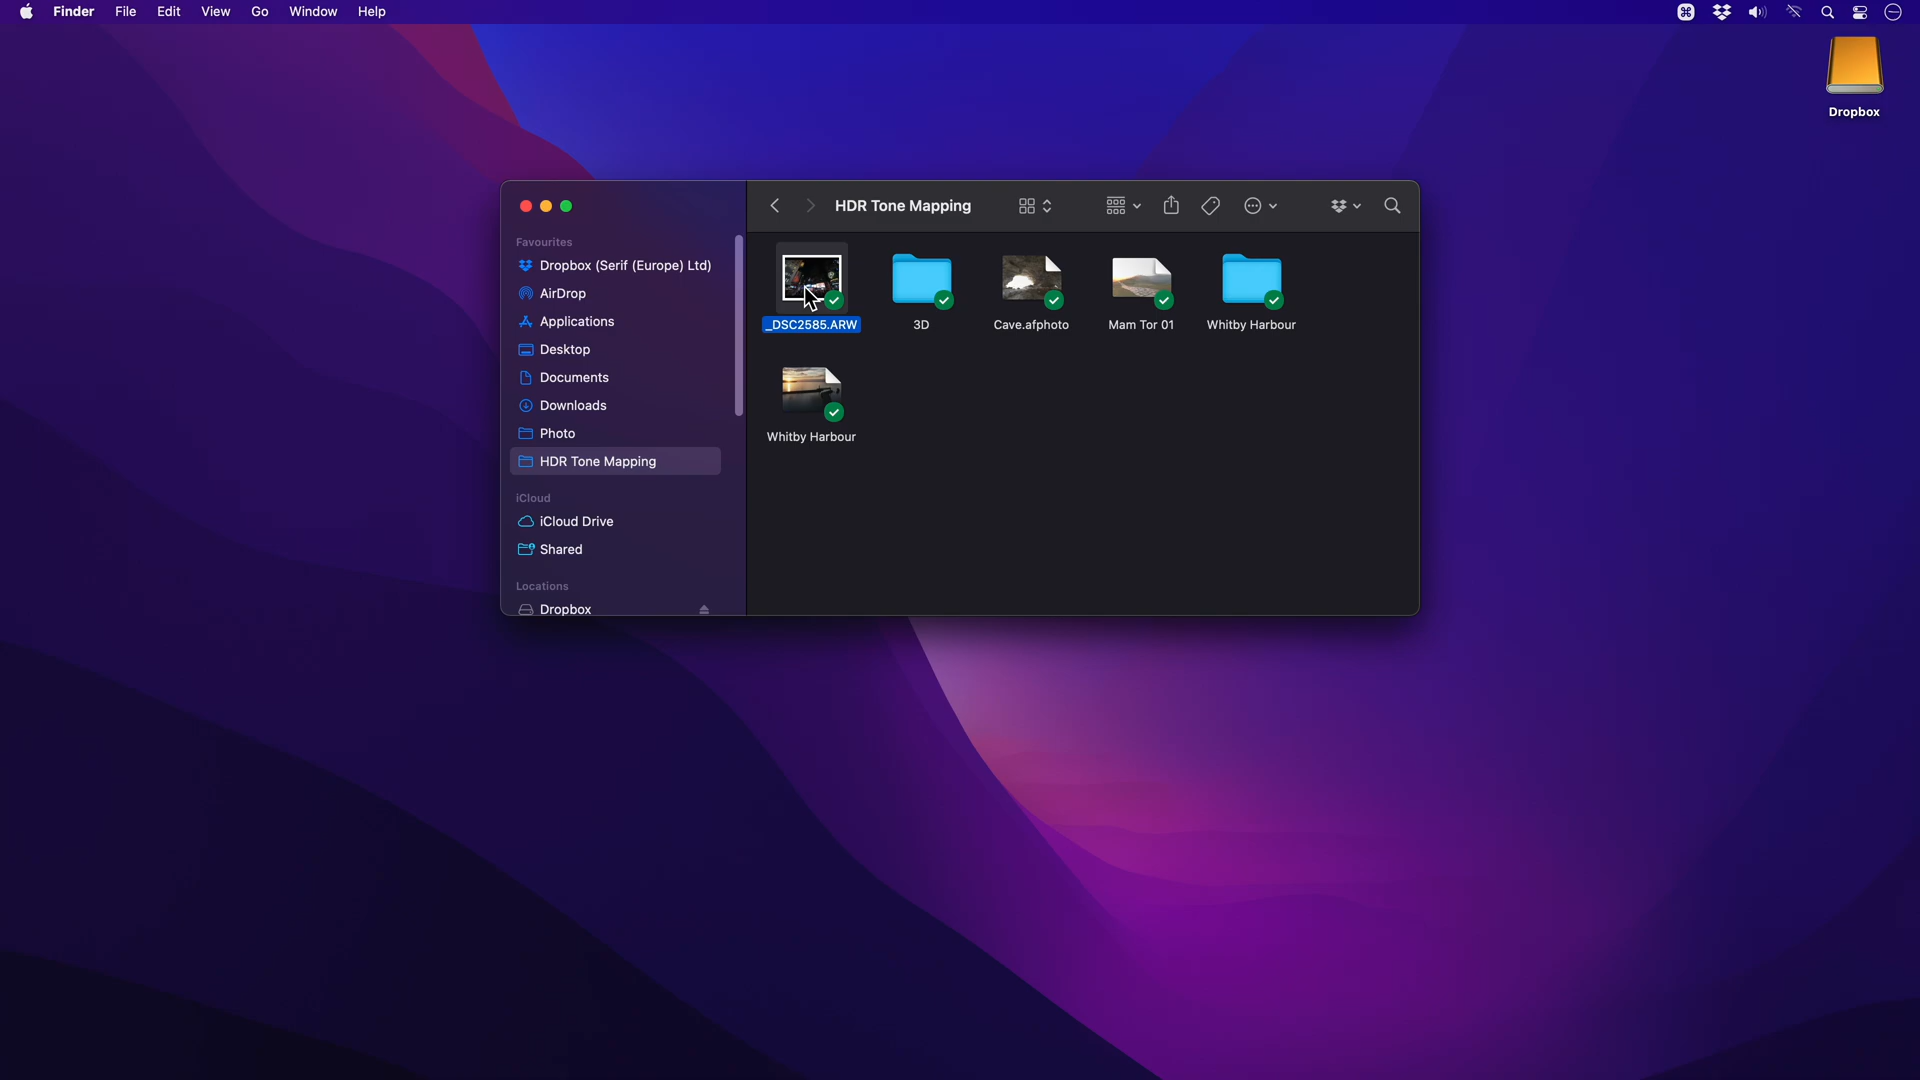 Finder File Edit View Go Window Help
Dropbox
HDR Tone Mapping
Favourites
Dropbox (Serif (Europe) Ltd)
AirDrop
Applications
Desktop
Documents
Downloads
Photo
HDR Tone Mapping
iCloud
iCloud Drive
Shared
Locations
Dropbox
_DSC2585.ARW 3D Cave.afphoto Mam Tor 01 Whitby Harbour
Whitby Harbour